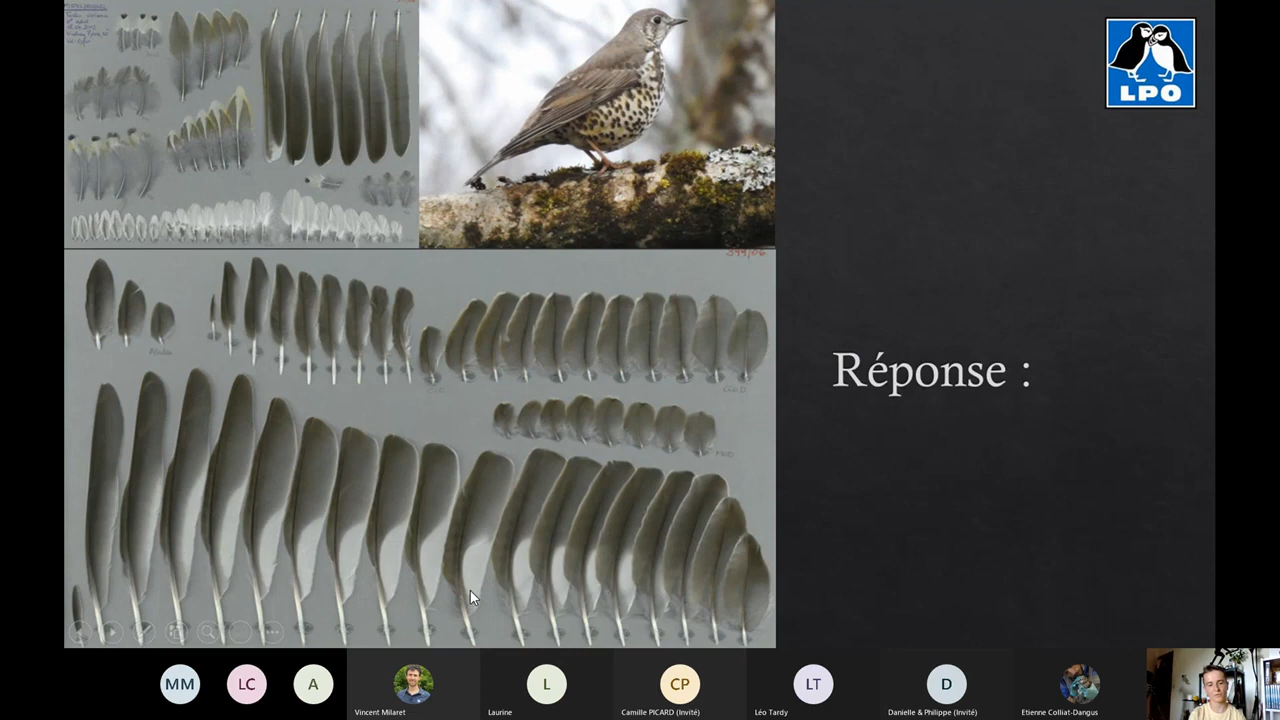 LPO
Réponse :
MM
LC
A
L
CP
LT
D
Vincent Milaret
Laurine
Camille PICARD (Invité)
Léo Tardy
Danielle & Philippe (Invité)
Etienne Colliat-Dangus